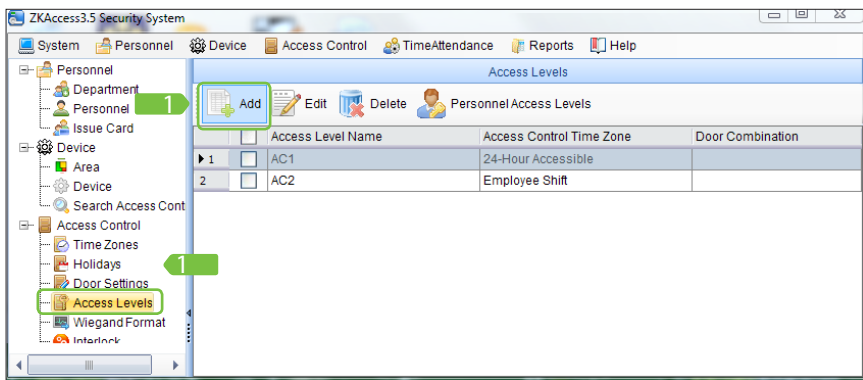 ZKAccess3.5 Security System
System Personnel Device Access Control TimeAttendance Reports Help
Personnel
Department
Personnel
Issue Card
Device
Area
Device
Search Access Cont
Access Control
Time Zones
Holidays
Door Settings
Access Levels
Wiegand Format
Interlock
1
1
Access Levels
Add Edit Delete Personnel Access Levels
Access Level Name Access Control Time Zone Door Combination
1 AC1 24-Hour Accessible
2 AC2 Employee Shift